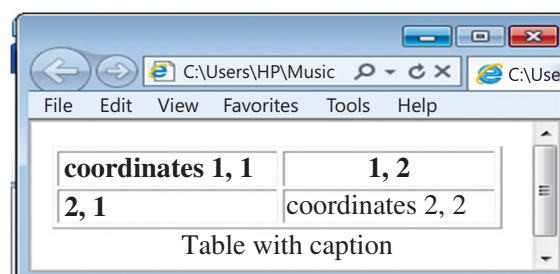 C:\Users\HP\Music C:\Use
File Edit View Favorites Tools Help
coordinates 1, 1 1, 2
2, 1 coordinates 2, 2
Table with caption